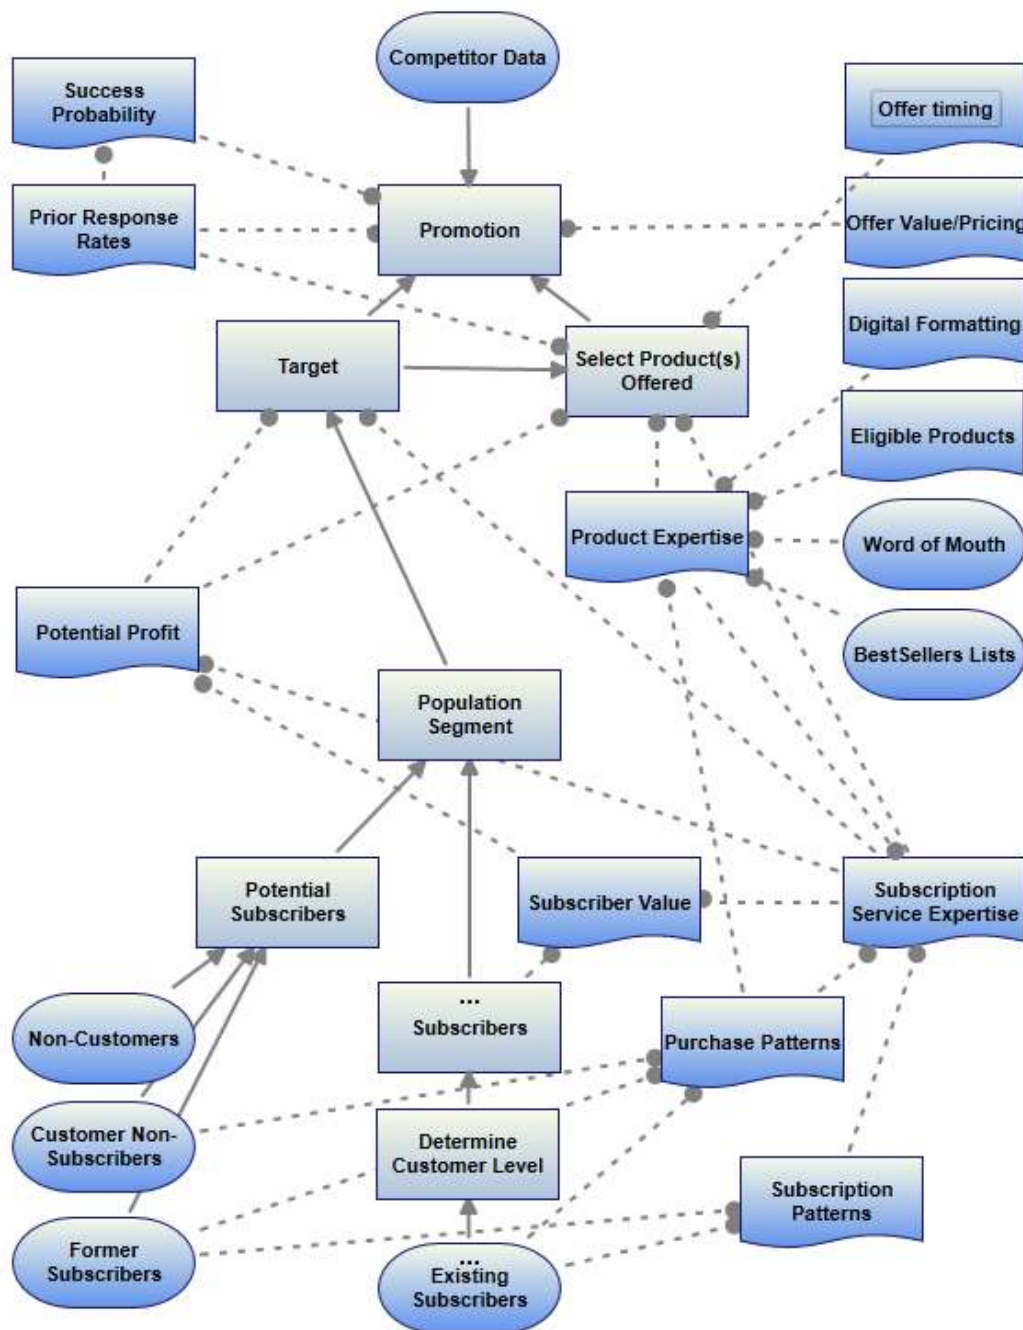 Competitor Data
Success
Probability
Offer timing
Prior Response
Rates
Promotion
Offer Value/Pricing
Digital Formatting
Target
Select Product(s)
Offered
Eligible Products
Product Expertise
Word of Mouth
Potential Profit
BestSellers Lists
Population
Segment
Potential
Subscribers
Subscriber Value
Subscription
Service Expertise
...
Subscribers
Non-Customers
Purchase Patterns
Customer Non-
Subscribers
Determine
Customer Level
Subscription
Patterns
Former
Subscribers
...
Existing
Subscribers